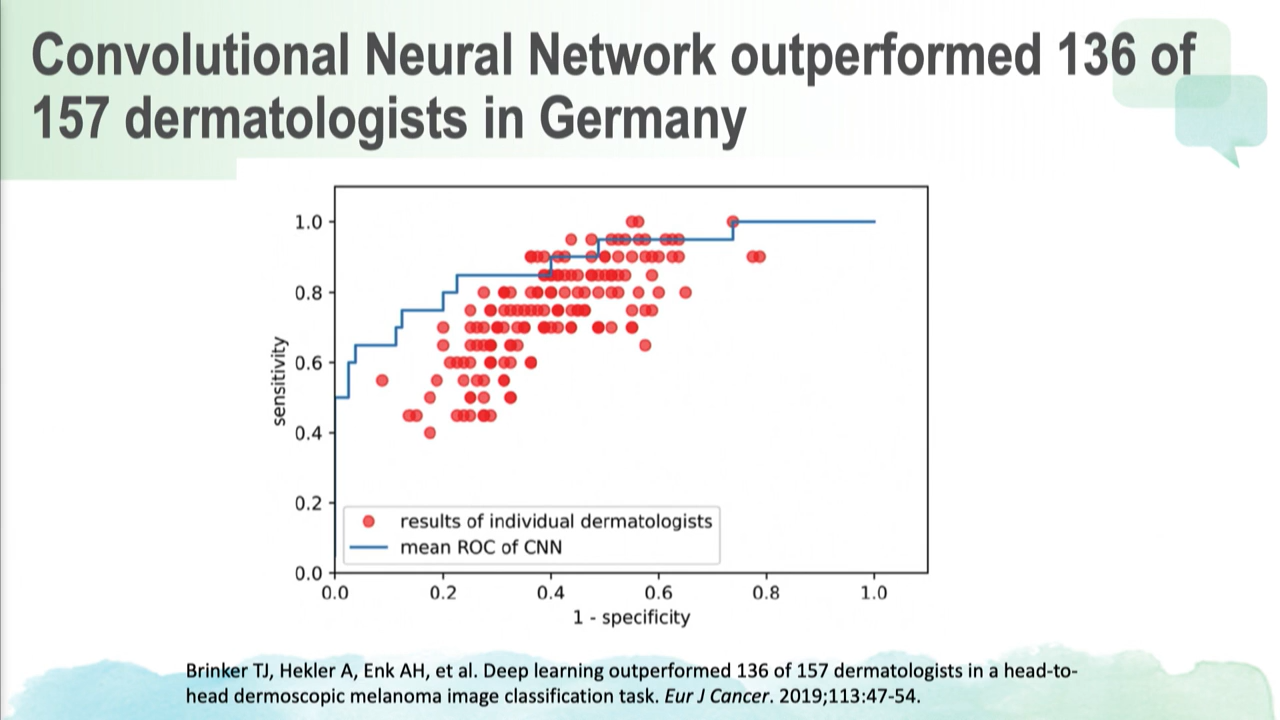 Convolutional Neural Network outperformed 136 of
157 dermatologists in Germany
1.0
0.8
0.6
0.4
0.2
0.0
sensitivity
results of individual dermatologists
mean ROC of CNN
0.0 0.2 0.4 0.6 0.8 1.0
1 - specificity
Brinker TJ, Hekler A, Enk AH, et al. Deep learning outperformed 136 of 157 dermatologists in a head-to-
head dermoscopic melanoma image classification task. Eur J Cancer. 2019;113:47-54.